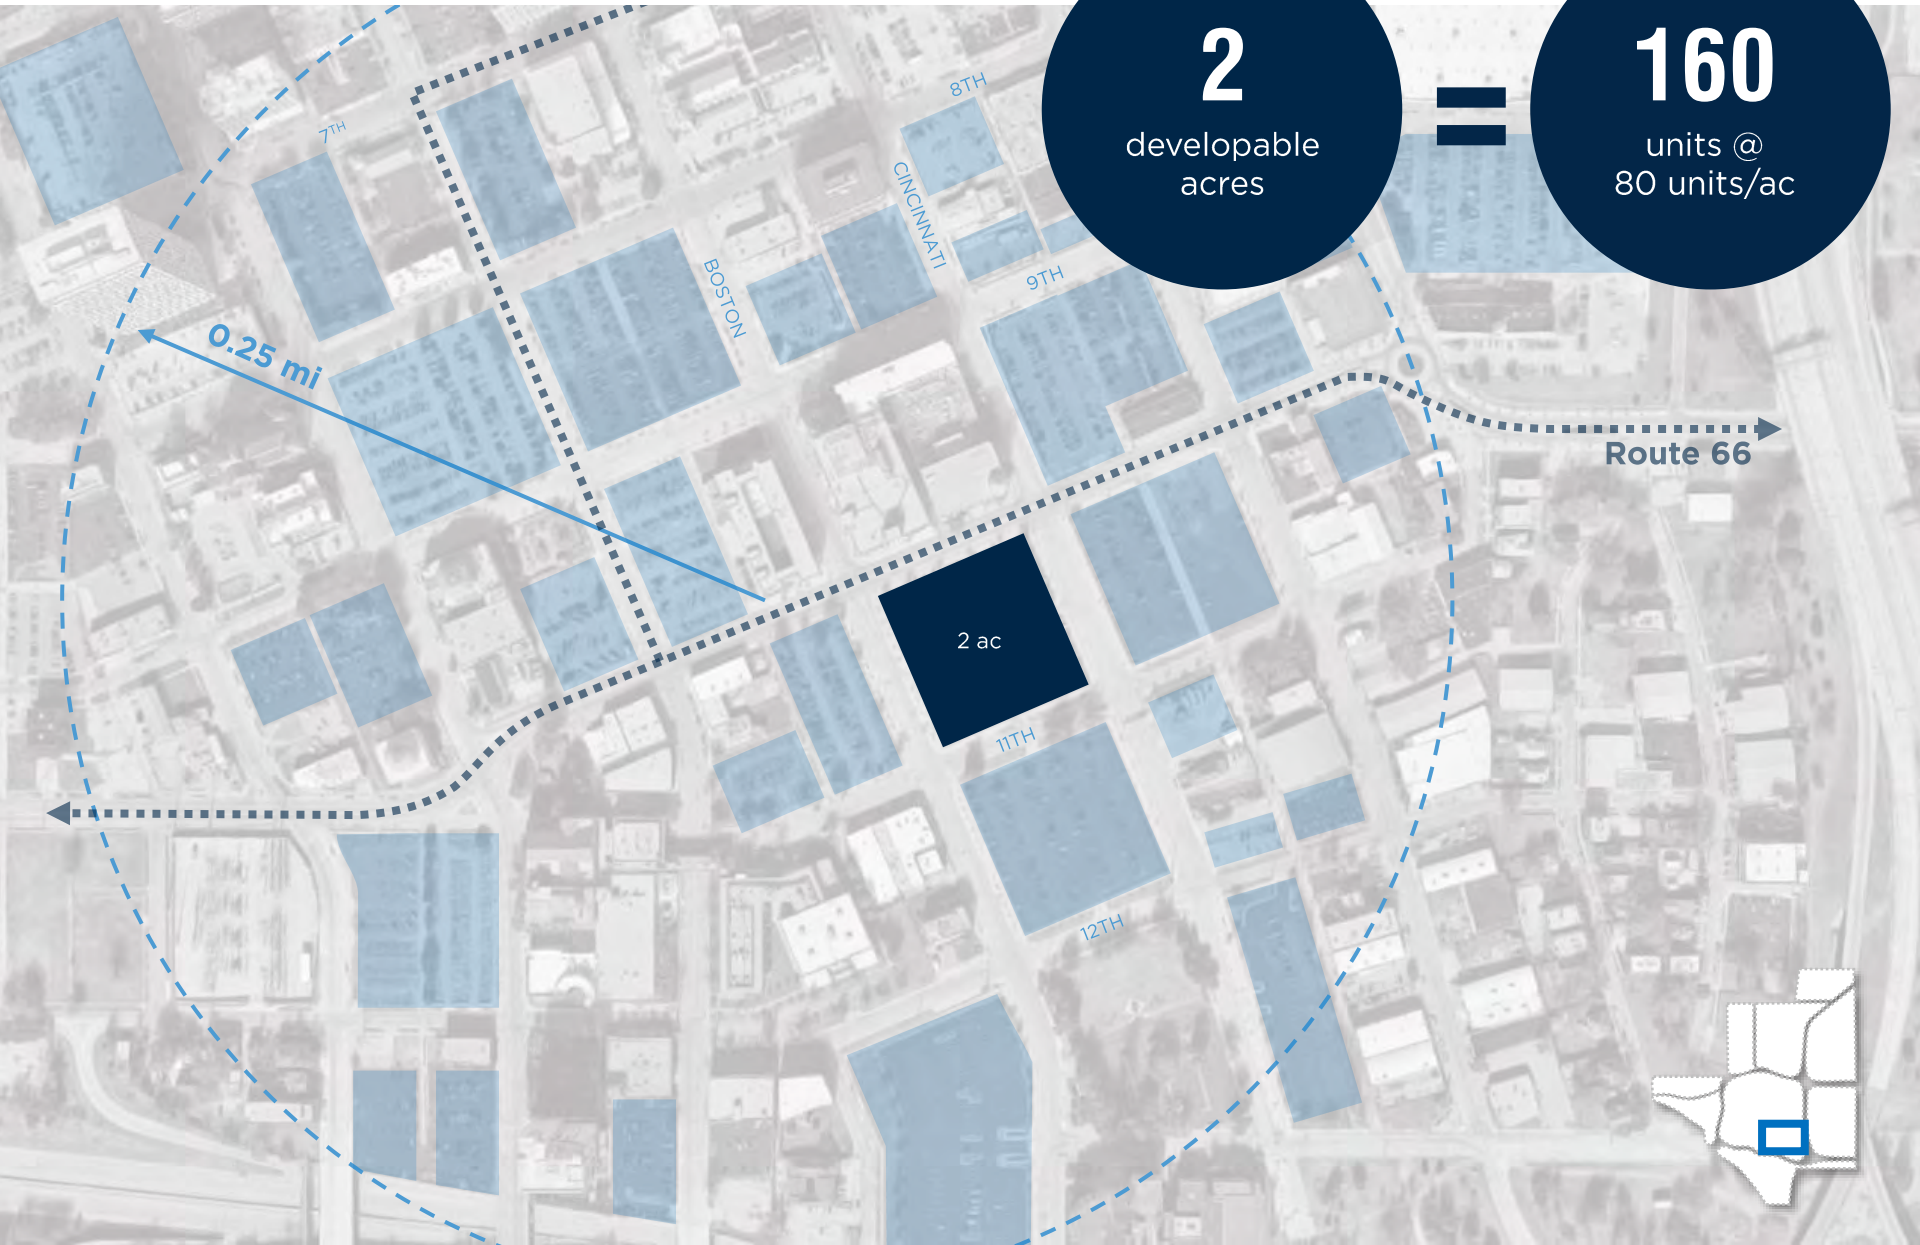 2
developable
acres
160
units @
80 units/ac
8TH
7TH
CINCINNATI
BOSTON
9TH
0.25 mi
Route 66
2 ac
11TH
12TH